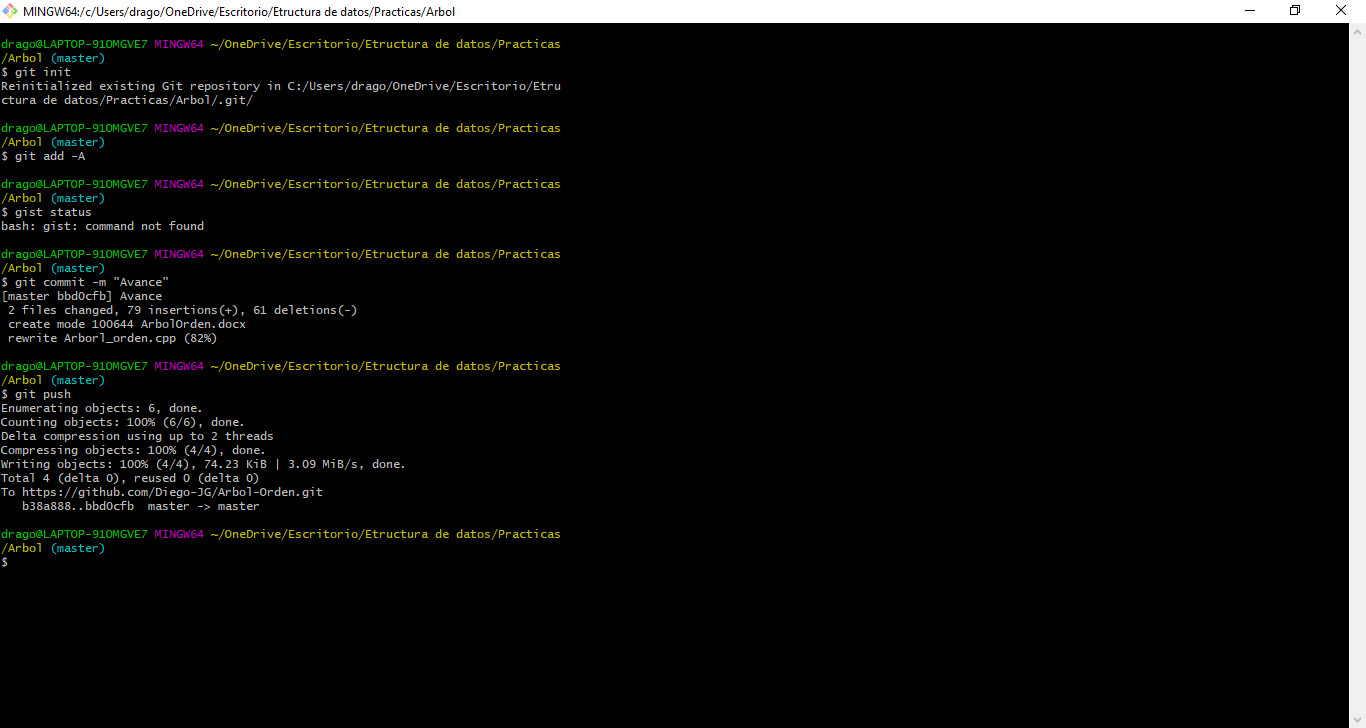 MINGW64:/c/Users/drago/OneDrive/Escritorio/Etructura de datos/Practicas/Arbol
drago@LAPTOP-91OMGVE7 MINGW64 ~/OneDrive/Escritorio/Etructura de datos/Practicas
/Arbol (master)
$ git init
Reinitialized existing Git repository in C:/Users/drago/OneDrive/Escritorio/Etru
ctura de datos/Practicas/Arbol/.git/
drago@LAPTOP-91OMGVE7 MINGW64 ~/OneDrive/Escritorio/Etructura de datos/Practicas
/Arbol (master)
$ git add -A
drago@LAPTOP-91OMGVE7 MINGW64 ~/OneDrive/Escritorio/Etructura de datos/Practicas
/Arbol (master)
$ gist status
bash: gist: command not found
drago@LAPTOP-91OMGVE7 MINGW64 ~/OneDrive/Escritorio/Etructura de datos/Practicas
/Arbol (master)
$ git commit -m "Avance"
[master bbd0cfb] Avance
 2 files changed, 79 insertions(+), 61 deletions(-)
 create mode 100644 ArbolOrden.docx
 rewrite Arborl_orden.cpp (82%)
drago@LAPTOP-91OMGVE7 MINGW64 ~/OneDrive/Escritorio/Etructura de datos/Practicas
/Arbol (master)
$ git push
Enumerating objects: 6, done.
Counting objects: 100% (6/6), done.
Delta compression using up to 2 threads
Compressing objects: 100% (4/4), done.
Writing objects: 100% (4/4), 74.23 KiB | 3.09 MiB/s, done.
Total 4 (delta 0), reused 0 (delta 0)
To https://github.com/Diego-JG/Arbol-Orden.git
   b38a888..bbd0cfb  master -> master
drago@LAPTOP-91OMGVE7 MINGW64 ~/OneDrive/Escritorio/Etructura de datos/Practicas
/Arbol (master)
$